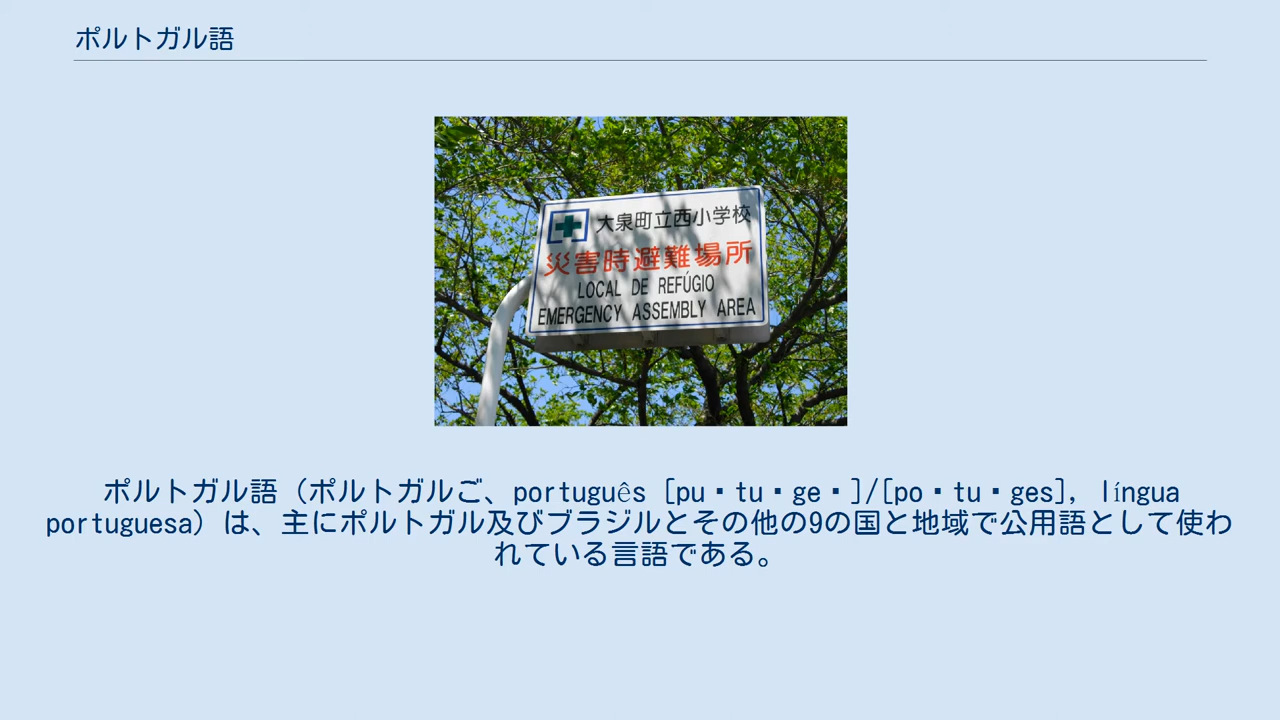 ポルトガル語
大泉町立西小学校
災害時避難場所
LOCAL DE REFÚGIO
EMERGENCY ASSEMBLY AREA
ポルトガル語（ポルトガルご、português [pu・tu・ge・]/[po・tu・ges], língua
portuguesa）は、主にポルトガル及びブラジルとその他の9の国と地域で公用語として使わ
れている言語である。